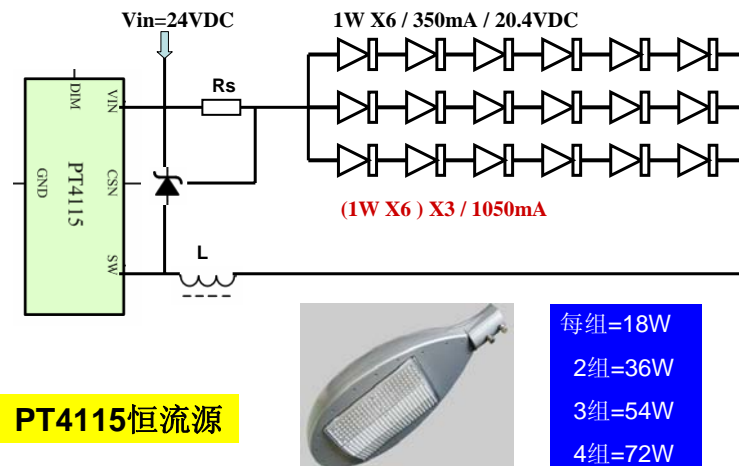 Vin=24VDC
1W X6 / 350mA / 20.4VDC
DIM
VIN
Rs
GND
PT4115
CSN
(1W X6 ) X3 / 1050mA
SW
L
每组=18W
2组=36W
3组=54W
4组=72W
PT4115恒流源